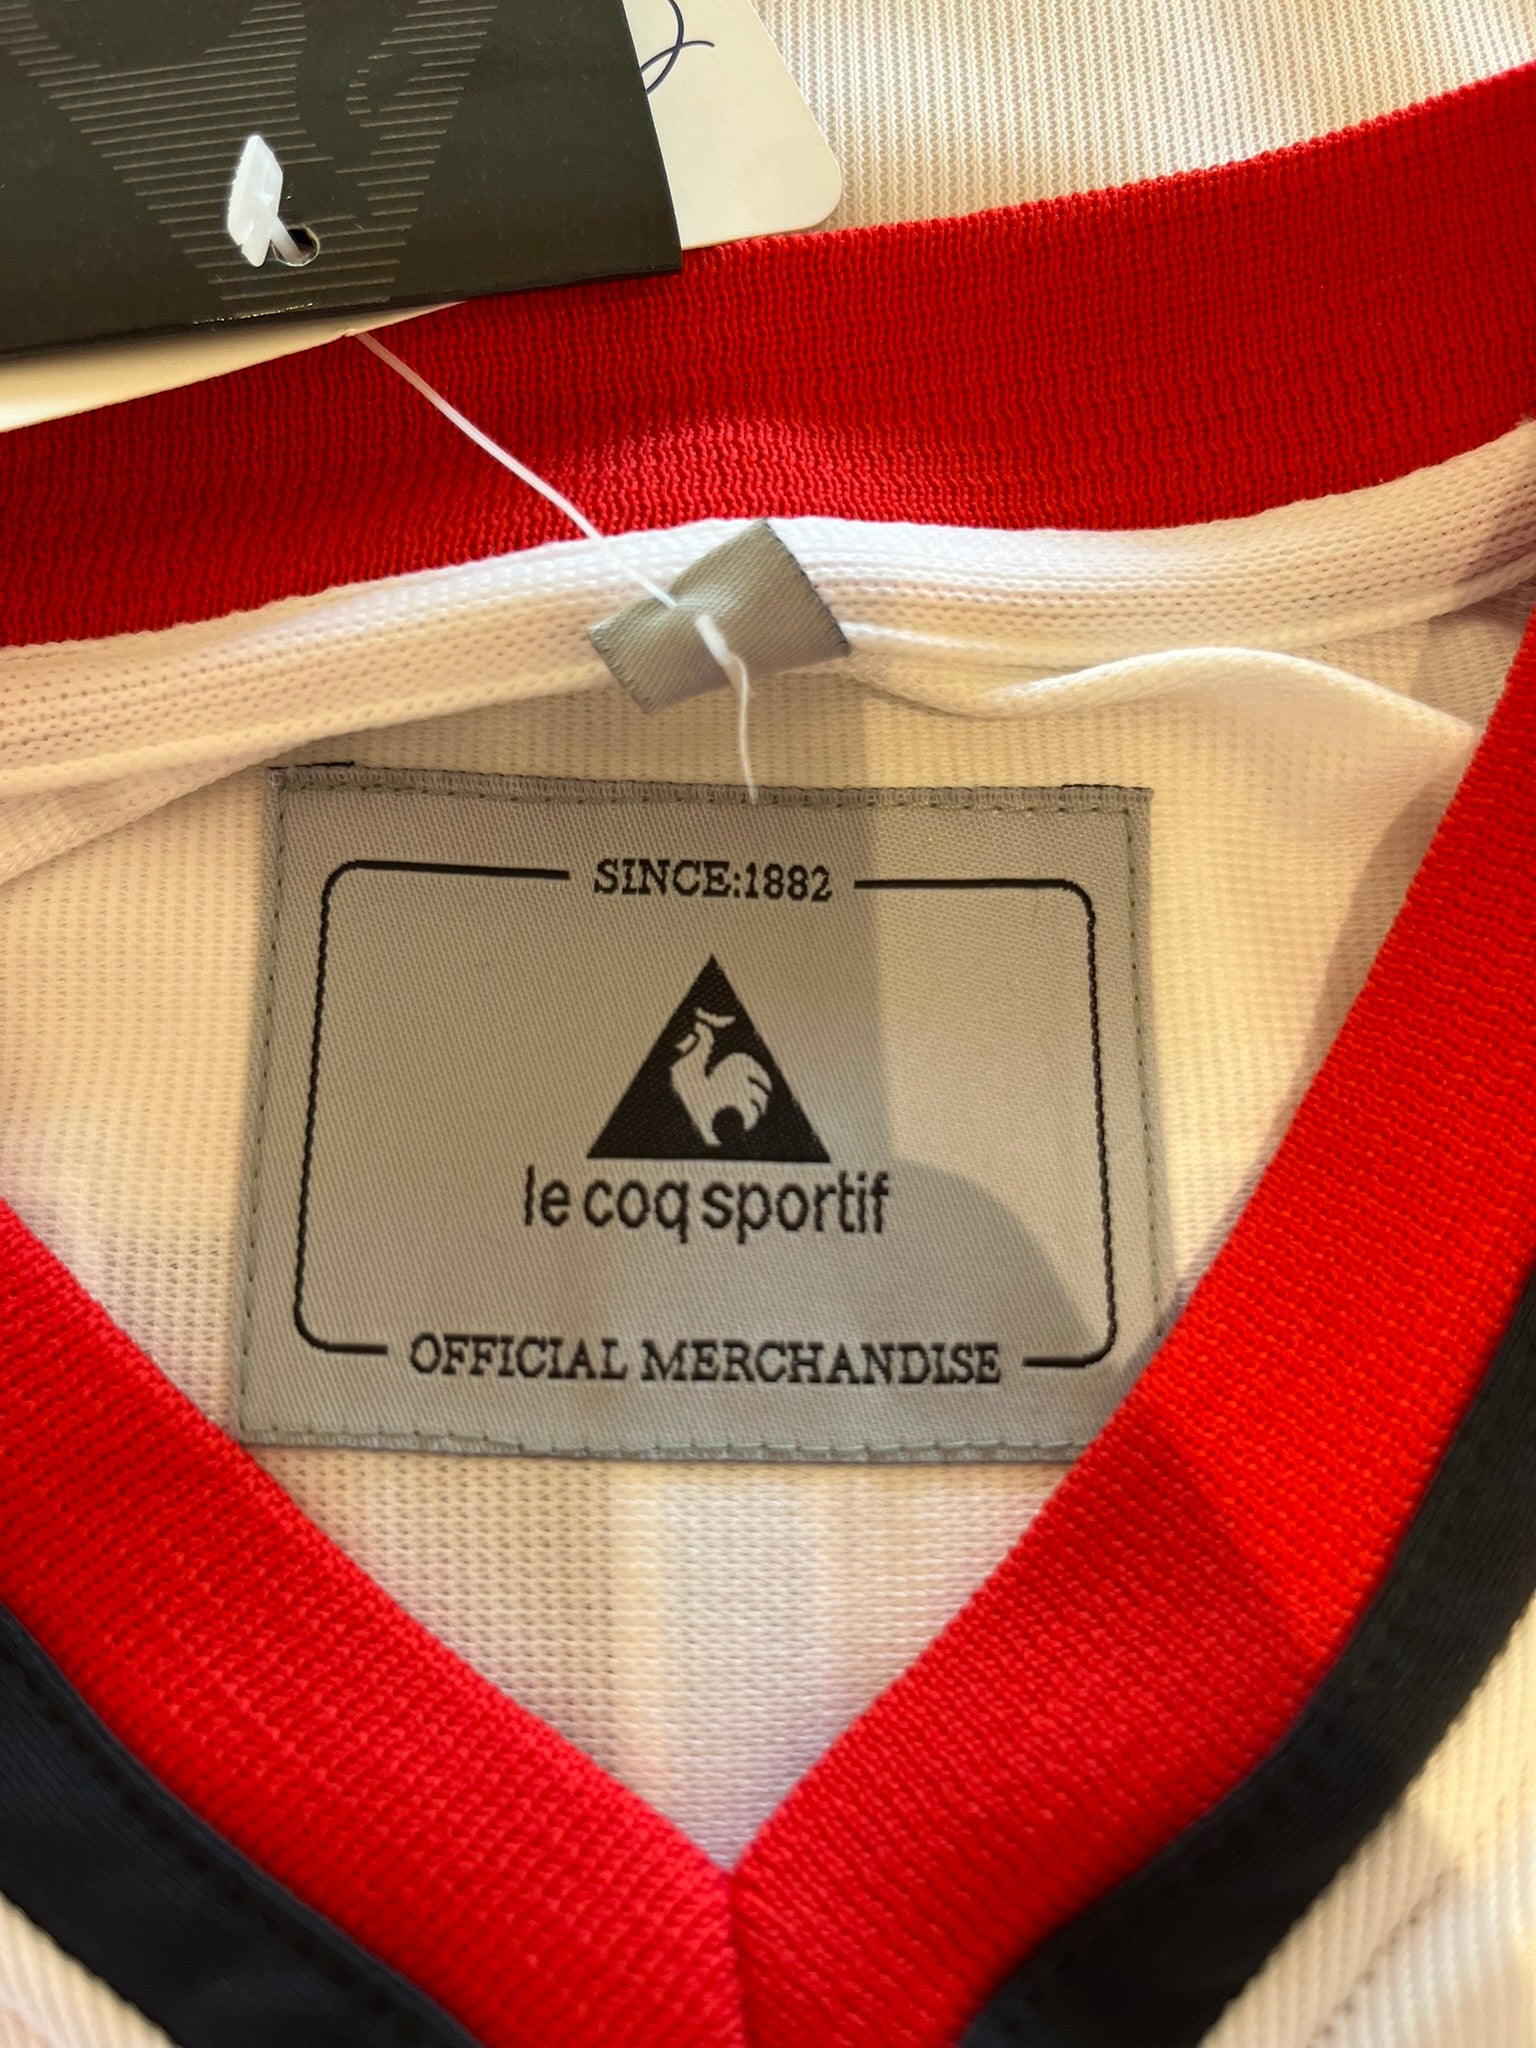 SINCE:1882
le coq sportif
OFFICIAL MERCHANDISE